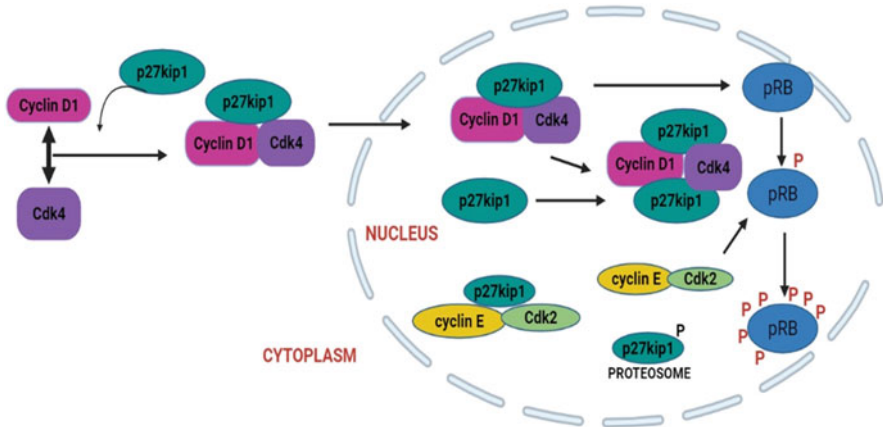 p27kip1
Cyclin D1
Cdk4
p27kip1
Cyclin D1 Cdk4
p27kip1
Cyclin D1 Cdk4
pRB
p27kip1
Cyclin D1 Cdk4
p27kip1
p27kip1
P
pRB
NUCLEUS
CYTOPLASM
p27kip1
cyclin E Cdk2
cyclin E Cdk2
p27kip1 P
PROTEOSOME
P P P P P P P
pRB